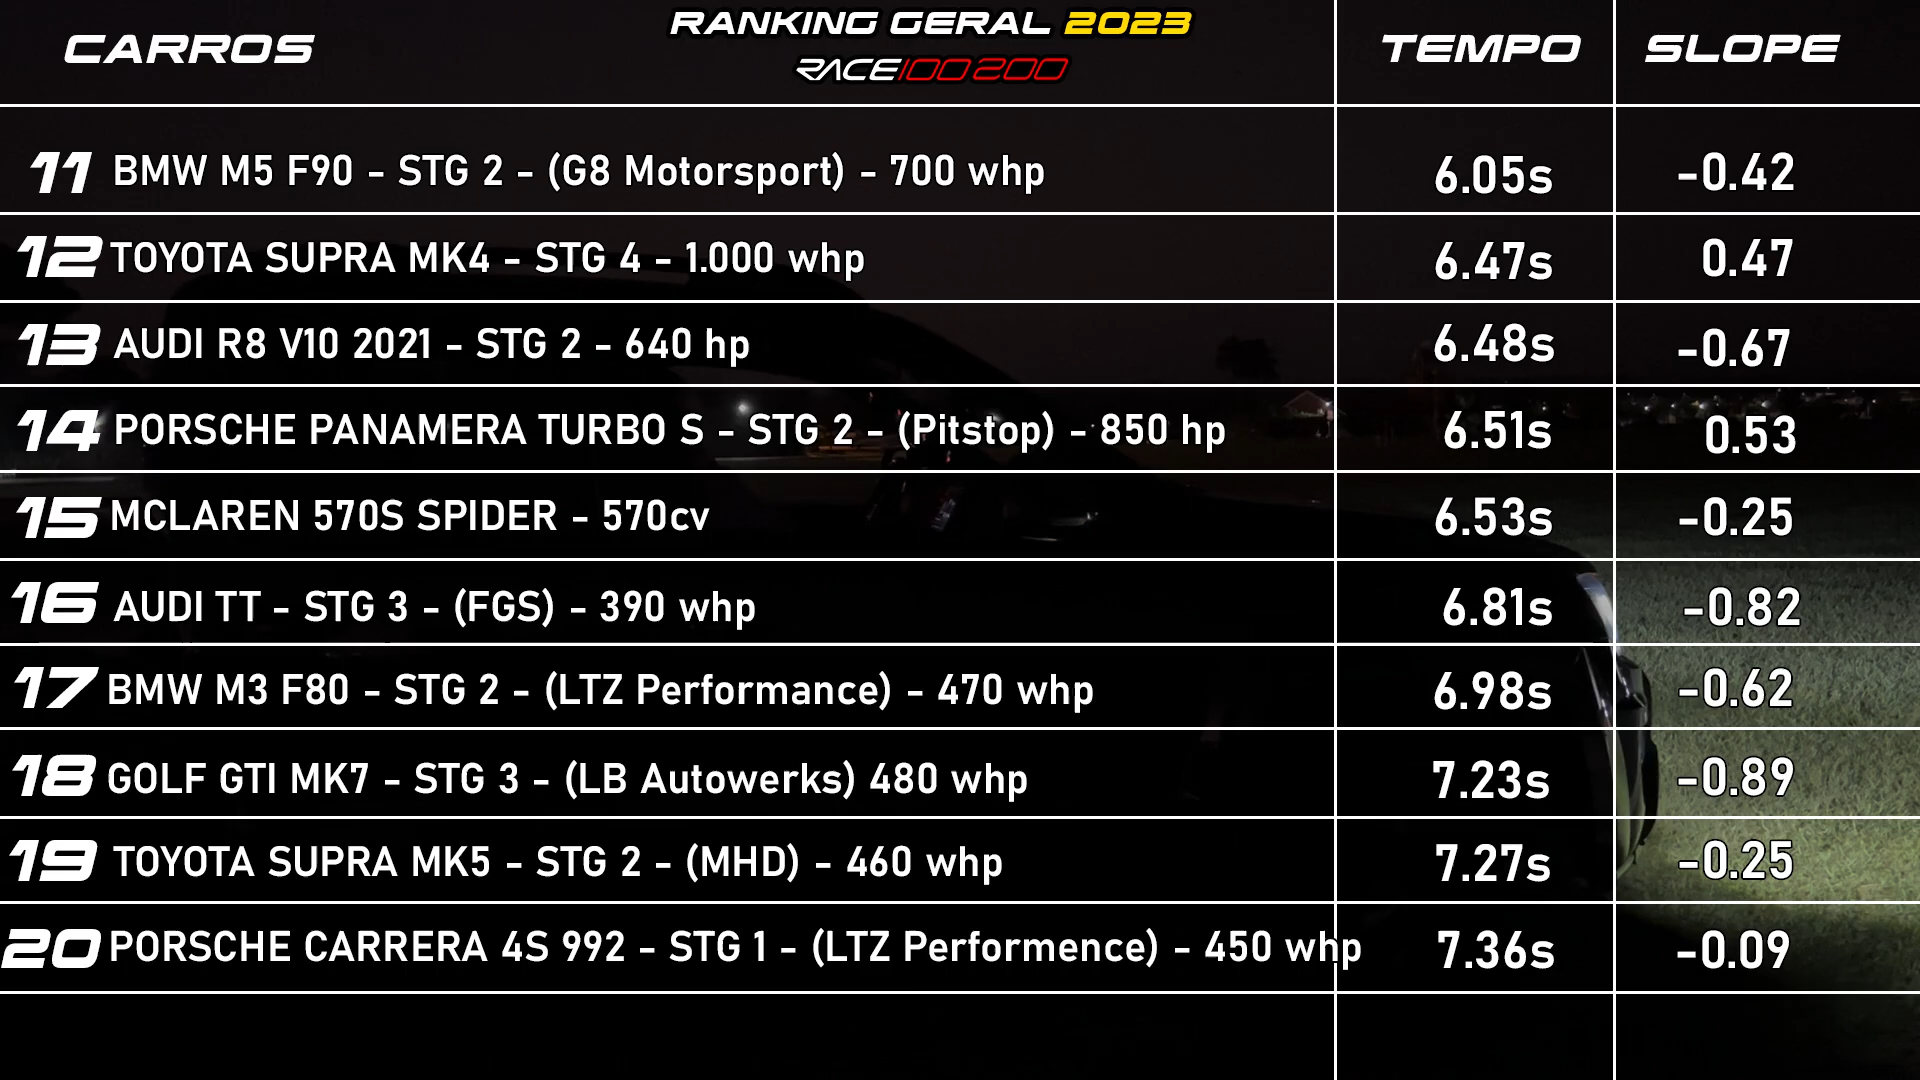 CARROS
RANKING GERAL 2023
RACE100200
TEMPO
SLOPE
11 BMW M5 F90 - STG 2 - (G8 Motorsport) - 700 whp 6.05s -0.42
12 TOYOTA SUPRA MK4 - STG 4 - 1.000 whp 6.47s 0.47
13 AUDI R8 V10 2021 - STG 2 - 640 hp 6.48s -0.67
14 PORSCHE PANAMERA TURBO S - STG 2 - (Pitstop) - 850 hp 6.51s 0.53
15 MCLAREN 570S SPIDER - 570cv 6.53s -0.25
16 AUDI TT - STG 3 - (FGS) - 390 whp 6.81s -0.82
17 BMW M3 F80 - STG 2 - (LTZ Performance) - 470 whp 6.98s -0.62
18 GOLF GTI MK7 - STG 3 - (LB Autowerks) 480 whp 7.23s -0.89
19 TOYOTA SUPRA MK5 - STG 2 - (MHD) - 460 whp 7.27s -0.25
20 PORSCHE CARRERA 4S 992 - STG 1 - (LTZ Performence) - 450 whp 7.36s -0.09